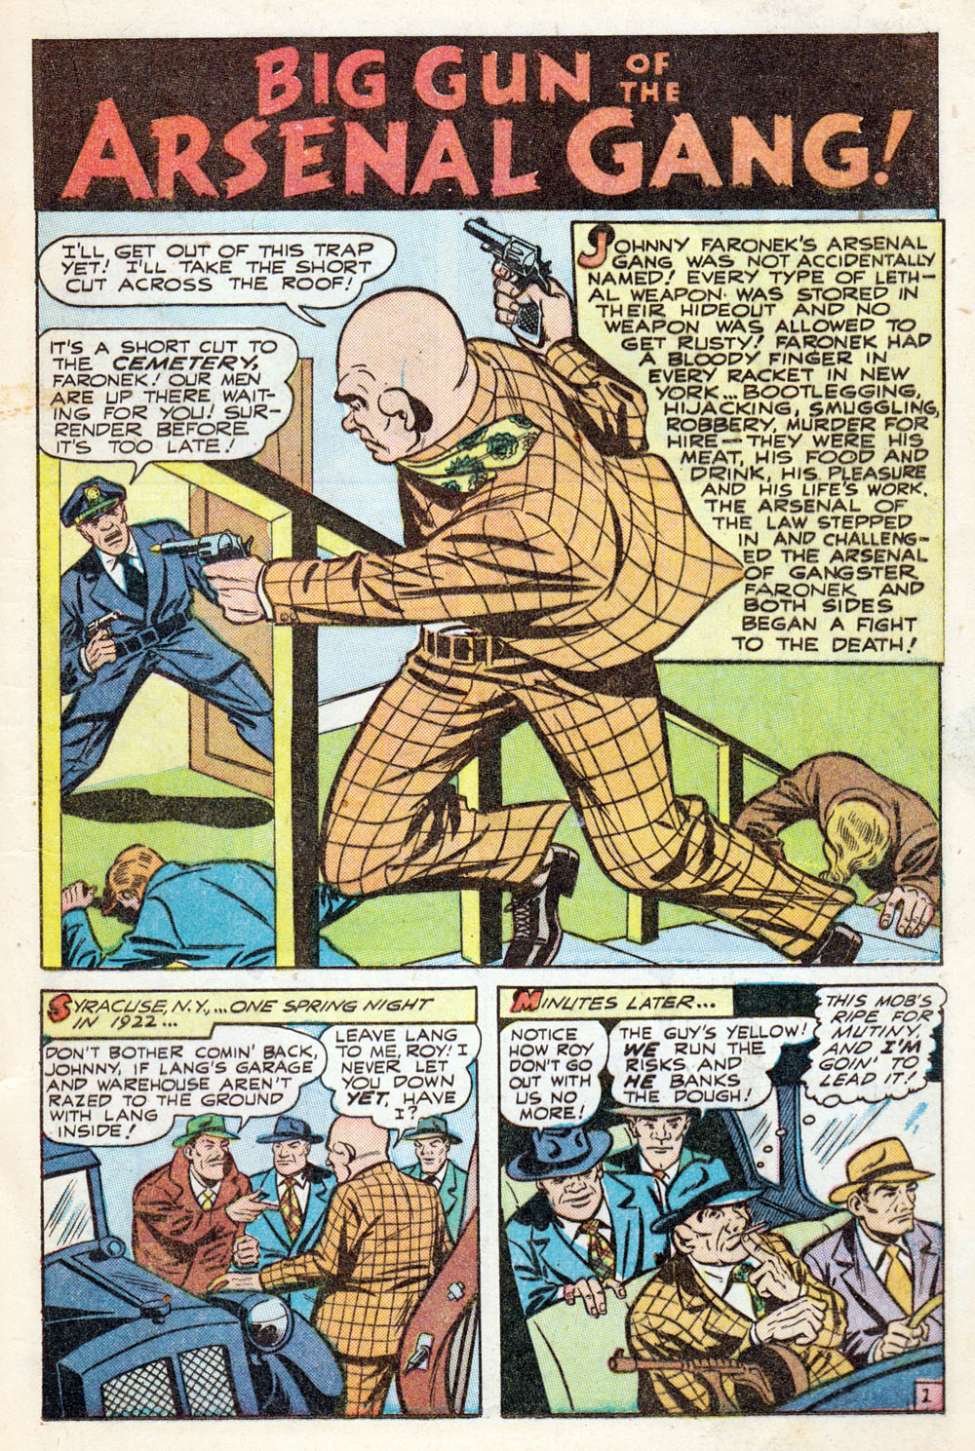 BIG GUN OF THE
ARSENAL GANG!
I'LL GET OUT OF THIS TRAP
YET! I'LL TAKE THE SHORT
CUT ACROSS THE ROOF!
IT'S A SHORT CUT TO
THE CEMETERY,
FARONEK! OUR MEN
ARE UP THERE WAIT-
ING FOR YOU! SUR-
RENDER BEFORE
IT'S TOO LATE!
JOHNNY FARONEK'S ARSENAL
GANG WAS NOT ACCIDENTALLY
NAMED! EVERY TYPE OF LETH-
AL WEAPON WAS STORED IN
THEIR HIDEOUT AND NO
WEAPON WAS ALLOWED TO
GET RUSTY! FARONEK HAD
A BLOODY FINGER IN
EVERY RACKET IN NEW
YORK... BOOTLEGGING,
HIJACKING, SMUGGLING,
ROBBERY, MURDER FOR
HIRE-THEY WERE HIS
MEAT, HIS FOOD AND
DRINK, HIS PLEASURE
AND HIS LIFE'S WORK.
THE ARSENAL OF
THE LAW STEPPED
IN AND CHALLENG-
ED THE ARSENAL
OF GANGSTER
FARONEK AND
BOTH SIDES
BEGAN A FIGHT
TO THE DEATH!
SYRACUSE, N.Y.,...ONE SPRING NIGHT
IN 1922...
DON'T BOTHER COMIN' BACK,
JOHNNY, IF LANG'S GARAGE
AND WAREHOUSE AREN'T
RAZED TO THE GROUND
WITH LANG
INSIDE!
LEAVE LANG
TO ME, ROY! I
NEVER LET
YOU DOWN
YET, HAVE
I?
MINUTES LATER...
NOTICE
HOW ROY
DON'T GO
OUT WITH
US NO
MORE!
THE GUY'S YELLOW!
WE RUN THE
RISKS AND
HE BANKS
THE DOUGH!
THIS MOB'S
RIPE FOR
MUTINY,
AND I'M
GOIN' TO
LEAD IT!
1